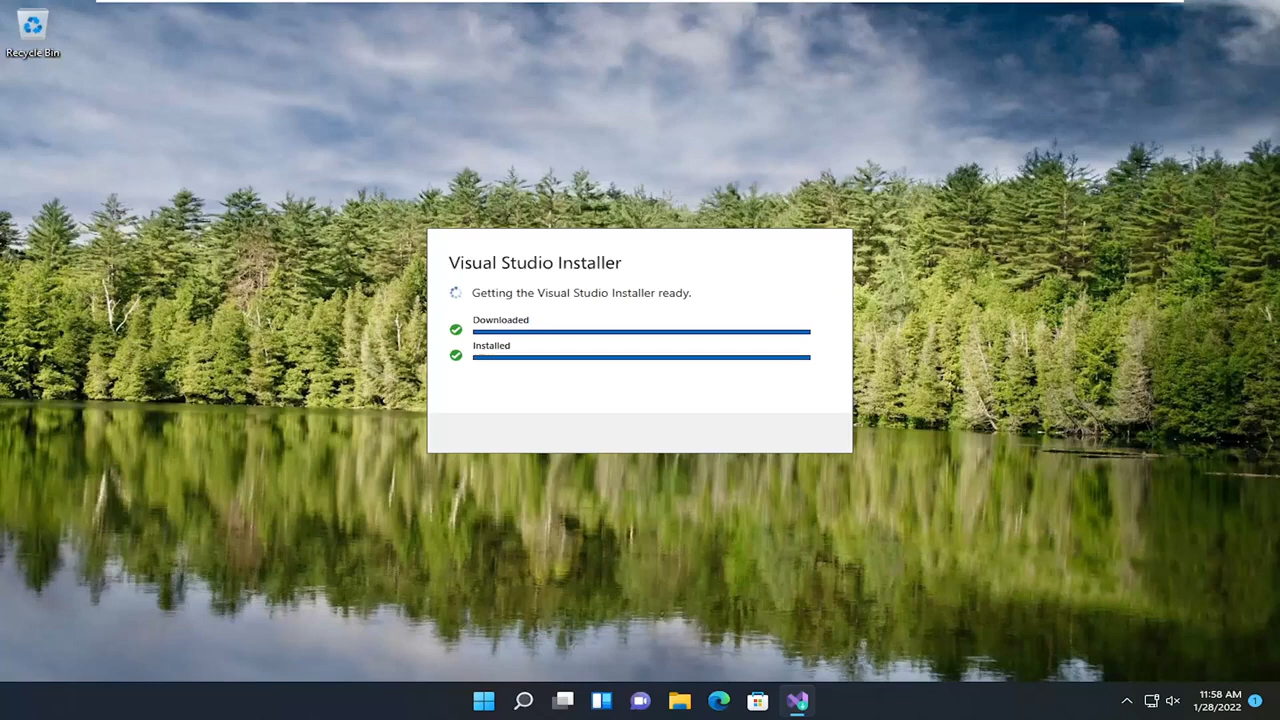 Recycle Bin
Visual Studio Installer
Getting the Visual Studio Installer ready.
Downloaded
Installed
11:58 AM
1/28/2022
1